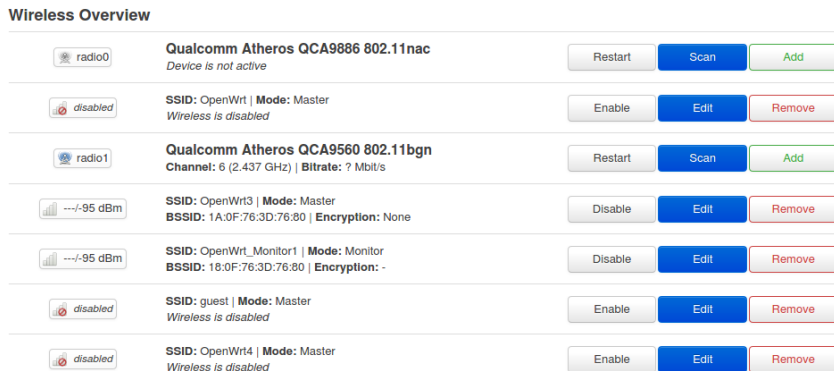 Wireless Overview
radio0 Qualcomm Atheros QCA9886 802.11nac Restart Scan Add
Device is not active
disabled SSID: OpenWrt | Mode: Master Enable Edit Remove
Wireless is disabled
radio1 Qualcomm Atheros QCA9560 802.11bgn Restart Scan Add
Channel: 6 (2.437 GHz) | Bitrate: ? Mbit/s
---/-95 dBm SSID: OpenWrt3 | Mode: Master Disable Edit Remove
BSSID: 1A:0F:76:3D:76:80 | Encryption: None
---/-95 dBm SSID: OpenWrt_Monitor1 | Mode: Monitor Disable Edit Remove
BSSID: 18:0F:76:3D:76:80 | Encryption: -
disabled SSID: guest | Mode: Master Enable Edit Remove
Wireless is disabled
disabled SSID: OpenWrt4 | Mode: Master Enable Edit Remove
Wireless is disabled